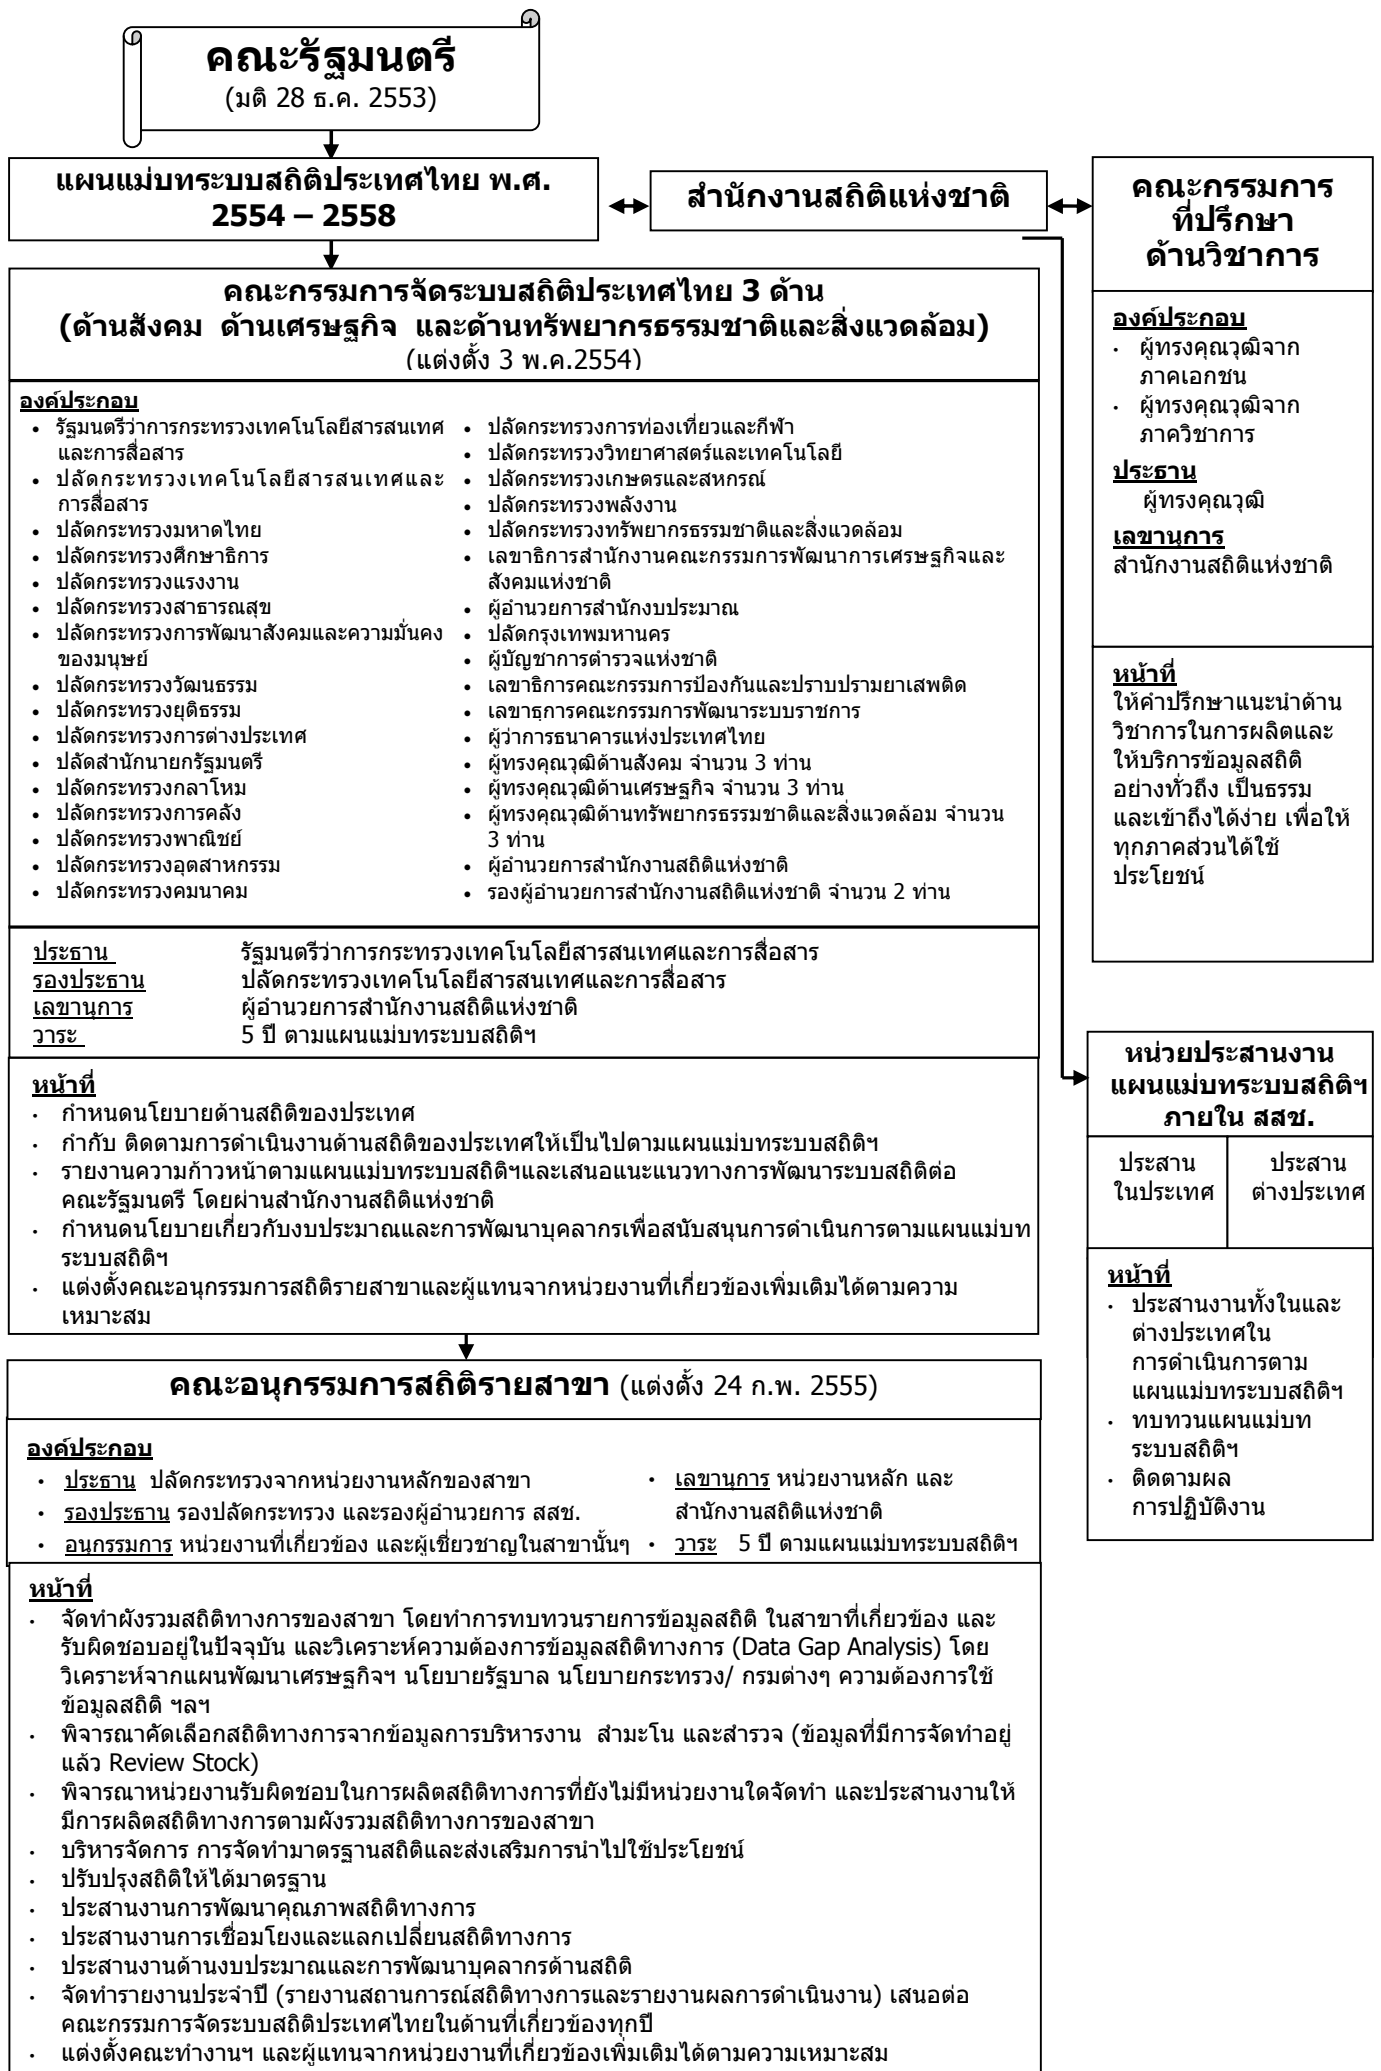 คณะรัฐมนตรี
(มติ 28 ธ.ค. 2553)
แผนแม่บทระบบสถิติประเทศไทย พ.ศ.
2554 – 2558
สำนักงานสถิติแห่งชาติ
คณะกรรมการ
ที่ปรึกษา
ด้านวิชาการ
องค์ประกอบ
· ผู้ทรงคุณวุฒิจาก
ภาคเอกชน
· ผู้ทรงคุณวุฒิจาก
ภาควิชาการ
ประธาน
ผู้ทรงคุณวุฒิ
เลขานุการ
สำนักงานสถิติแห่งชาติ
หน้าที่
ให้คำปรึกษาแนะนำด้าน
วิชาการในการผลิตและ
ให้บริการข้อมูลสถิติ
อย่างทั่วถึง เป็นธรรม
และเข้าถึงได้ง่าย เพื่อให้
ทุกภาคส่วนได้ใช้
ประโยชน์
คณะกรรมการจัดระบบสถิติประเทศไทย 3 ด้าน
(ด้านสังคม ด้านเศรษฐกิจ และด้านทรัพยากรธรรมชาติและสิ่งแวดล้อม)
(แต่งตั้ง 3 พ.ค.2554)
องค์ประกอบ
• รัฐมนตรีว่าการกระทรวงเทคโนโลยีสารสนเทศ
และการสื่อสาร
• ปลัดกระทรวงเทคโนโลยีสารสนเทศและ
การสื่อสาร
• ปลัดกระทรวงมหาดไทย
• ปลัดกระทรวงศึกษาธิการ
• ปลัดกระทรวงแรงงาน
• ปลัดกระทรวงสาธารณสุข
• ปลัดกระทรวงการพัฒนาสังคมและความมั่นคง
ของมนุษย์
• ปลัดกระทรวงวัฒนธรรม
• ปลัดกระทรวงยุติธรรม
• ปลัดกระทรวงการต่างประเทศ
• ปลัดสำนักนายกรัฐมนตรี
• ปลัดกระทรวงกลาโหม
• ปลัดกระทรวงการคลัง
• ปลัดกระทรวงพาณิชย์
• ปลัดกระทรวงอุตสาหกรรม
• ปลัดกระทรวงคมนาคม
• ปลัดกระทรวงการท่องเที่ยวและกีฬา
• ปลัดกระทรวงวิทยาศาสตร์และเทคโนโลยี
• ปลัดกระทรวงเกษตรและสหกรณ์
• ปลัดกระทรวงพลังงาน
• ปลัดกระทรวงทรัพยากรธรรมชาติและสิ่งแวดล้อม
• เลขาธิการสำนักงานคณะกรรมการพัฒนาการเศรษฐกิจและ
สังคมแห่งชาติ
• ผู้อำนวยการสำนักงบประมาณ
• ปลัดกรุงเทพมหานคร
• ผู้บัญชาการตำรวจแห่งชาติ
• เลขาธิการคณะกรรมการป้องกันและปราบปรามยาเสพติด
• เลขาธุการคณะกรรมการพัฒนาระบบราชการ
• ผู้ว่าการธนาคารแห่งประเทศไทย
• ผู้ทรงคุณวุฒิด้านสังคม จำนวน 3 ท่าน
• ผู้ทรงคุณวุฒิด้านเศรษฐกิจ จำนวน 3 ท่าน
• ผู้ทรงคุณวุฒิด้านทรัพยากรธรรมชาติและสิ่งแวดล้อม จำนวน
3 ท่าน
• ผู้อำนวยการสำนักงานสถิติแห่งชาติ
• รองผู้อำนวยการสำนักงานสถิติแห่งชาติ จำนวน 2 ท่าน
ประธาน รัฐมนตรีว่าการกระทรวงเทคโนโลยีสารสนเทศและการสื่อสาร
รองประธาน ปลัดกระทรวงเทคโนโลยีสารสนเทศและการสื่อสาร
เลขานุการ ผู้อำนวยการสำนักงานสถิติแห่งชาติ
วาระ 5 ปี ตามแผนแม่บทระบบสถิติฯ
หน้าที่
· กำหนดนโยบายด้านสถิติของประเทศ
· กำกับ ติดตามการดำเนินงานด้านสถิติของประเทศให้เป็นไปตามแผนแม่บทระบบสถิติฯ
· รายงานความก้าวหน้าตามแผนแม่บทระบบสถิติฯและเสนอแนะแนวทางการพัฒนาระบบสถิติต่อ
คณะรัฐมนตรี โดยผ่านสำนักงานสถิติแห่งชาติ
· กำหนดนโยบายเกี่ยวกับงบประมาณและการพัฒนาบุคลากรเพื่อสนับสนุนการดำเนินการตามแผนแม่บท
ระบบสถิติฯ
· แต่งตั้งคณะอนุกรรมการสถิติรายสาขาและผู้แทนจากหน่วยงานที่เกี่ยวข้องเพิ่มเติมได้ตามความ
เหมาะสม
หน่วยประสานงาน
แผนแม่บทระบบสถิติฯ
ภายใน สสช.
ประสาน
ในประเทศ
ประสาน
ต่างประเทศ
หน้าที่
· ประสานงานทั้งในและ
ต่างประเทศใน
การดำเนินการตาม
แผนแม่บทระบบสถิติฯ
· ทบทวนแผนแม่บท
ระบบสถิติฯ
· ติดตามผล
การปฏิบัติงาน
คณะอนุกรรมการสถิติรายสาขา (แต่งตั้ง 24 ก.พ. 2555)
องค์ประกอบ
· ประธาน ปลัดกระทรวงจากหน่วยงานหลักของสาขา
· รองประธาน รองปลัดกระทรวง และรองผู้อำนวยการ สสช.
· อนุกรรมการ หน่วยงานที่เกี่ยวข้อง และผู้เชี่ยวชาญในสาขานั้นๆ
· เลขานุการ หน่วยงานหลัก และ
สำนักงานสถิติแห่งชาติ
· วาระ 5 ปี ตามแผนแม่บทระบบสถิติฯ
หน้าที่
· จัดทำผังรวมสถิติทางการของสาขา โดยทำการทบทวนรายการข้อมูลสถิติ ในสาขาที่เกี่ยวข้อง และ
รับผิดชอบอยู่ในปัจจุบัน และวิเคราะห์ความต้องการข้อมูลสถิติทางการ (Data Gap Analysis) โดย
วิเคราะห์จากแผนพัฒนาเศรษฐกิจฯ นโยบายรัฐบาล นโยบายกระทรวง/ กรมต่างๆ ความต้องการใช้
ข้อมูลสถิติ ฯลฯ
· พิจารณาคัดเลือกสถิติทางการจากข้อมูลการบริหารงาน สำมะโน และสำรวจ (ข้อมูลที่มีการจัดทำอยู่
แล้ว Review Stock)
· พิจารณาหน่วยงานรับผิดชอบในการผลิตสถิติทางการที่ยังไม่มีหน่วยงานใดจัดทำ และประสานงานให้
มีการผลิตสถิติทางการตามผังรวมสถิติทางการของสาขา
· บริหารจัดการ การจัดทำมาตรฐานสถิติและส่งเสริมการนำไปใช้ประโยชน์
· ปรับปรุงสถิติให้ได้มาตรฐาน
· ประสานงานการพัฒนาคุณภาพสถิติทางการ
· ประสานงานการเชื่อมโยงและแลกเปลี่ยนสถิติทางการ
· ประสานงานด้านงบประมาณและการพัฒนาบุคลากรด้านสถิติ
· จัดทำรายงานประจำปี (รายงานสถานการณ์สถิติทางการและรายงานผลการดำเนินงาน) เสนอต่อ
คณะกรรมการจัดระบบสถิติประเทศไทยในด้านที่เกี่ยวข้องทุกปี
· แต่งตั้งคณะทำงานฯ และผู้แทนจากหน่วยงานที่เกี่ยวข้องเพิ่มเติมได้ตามความเหมาะสม